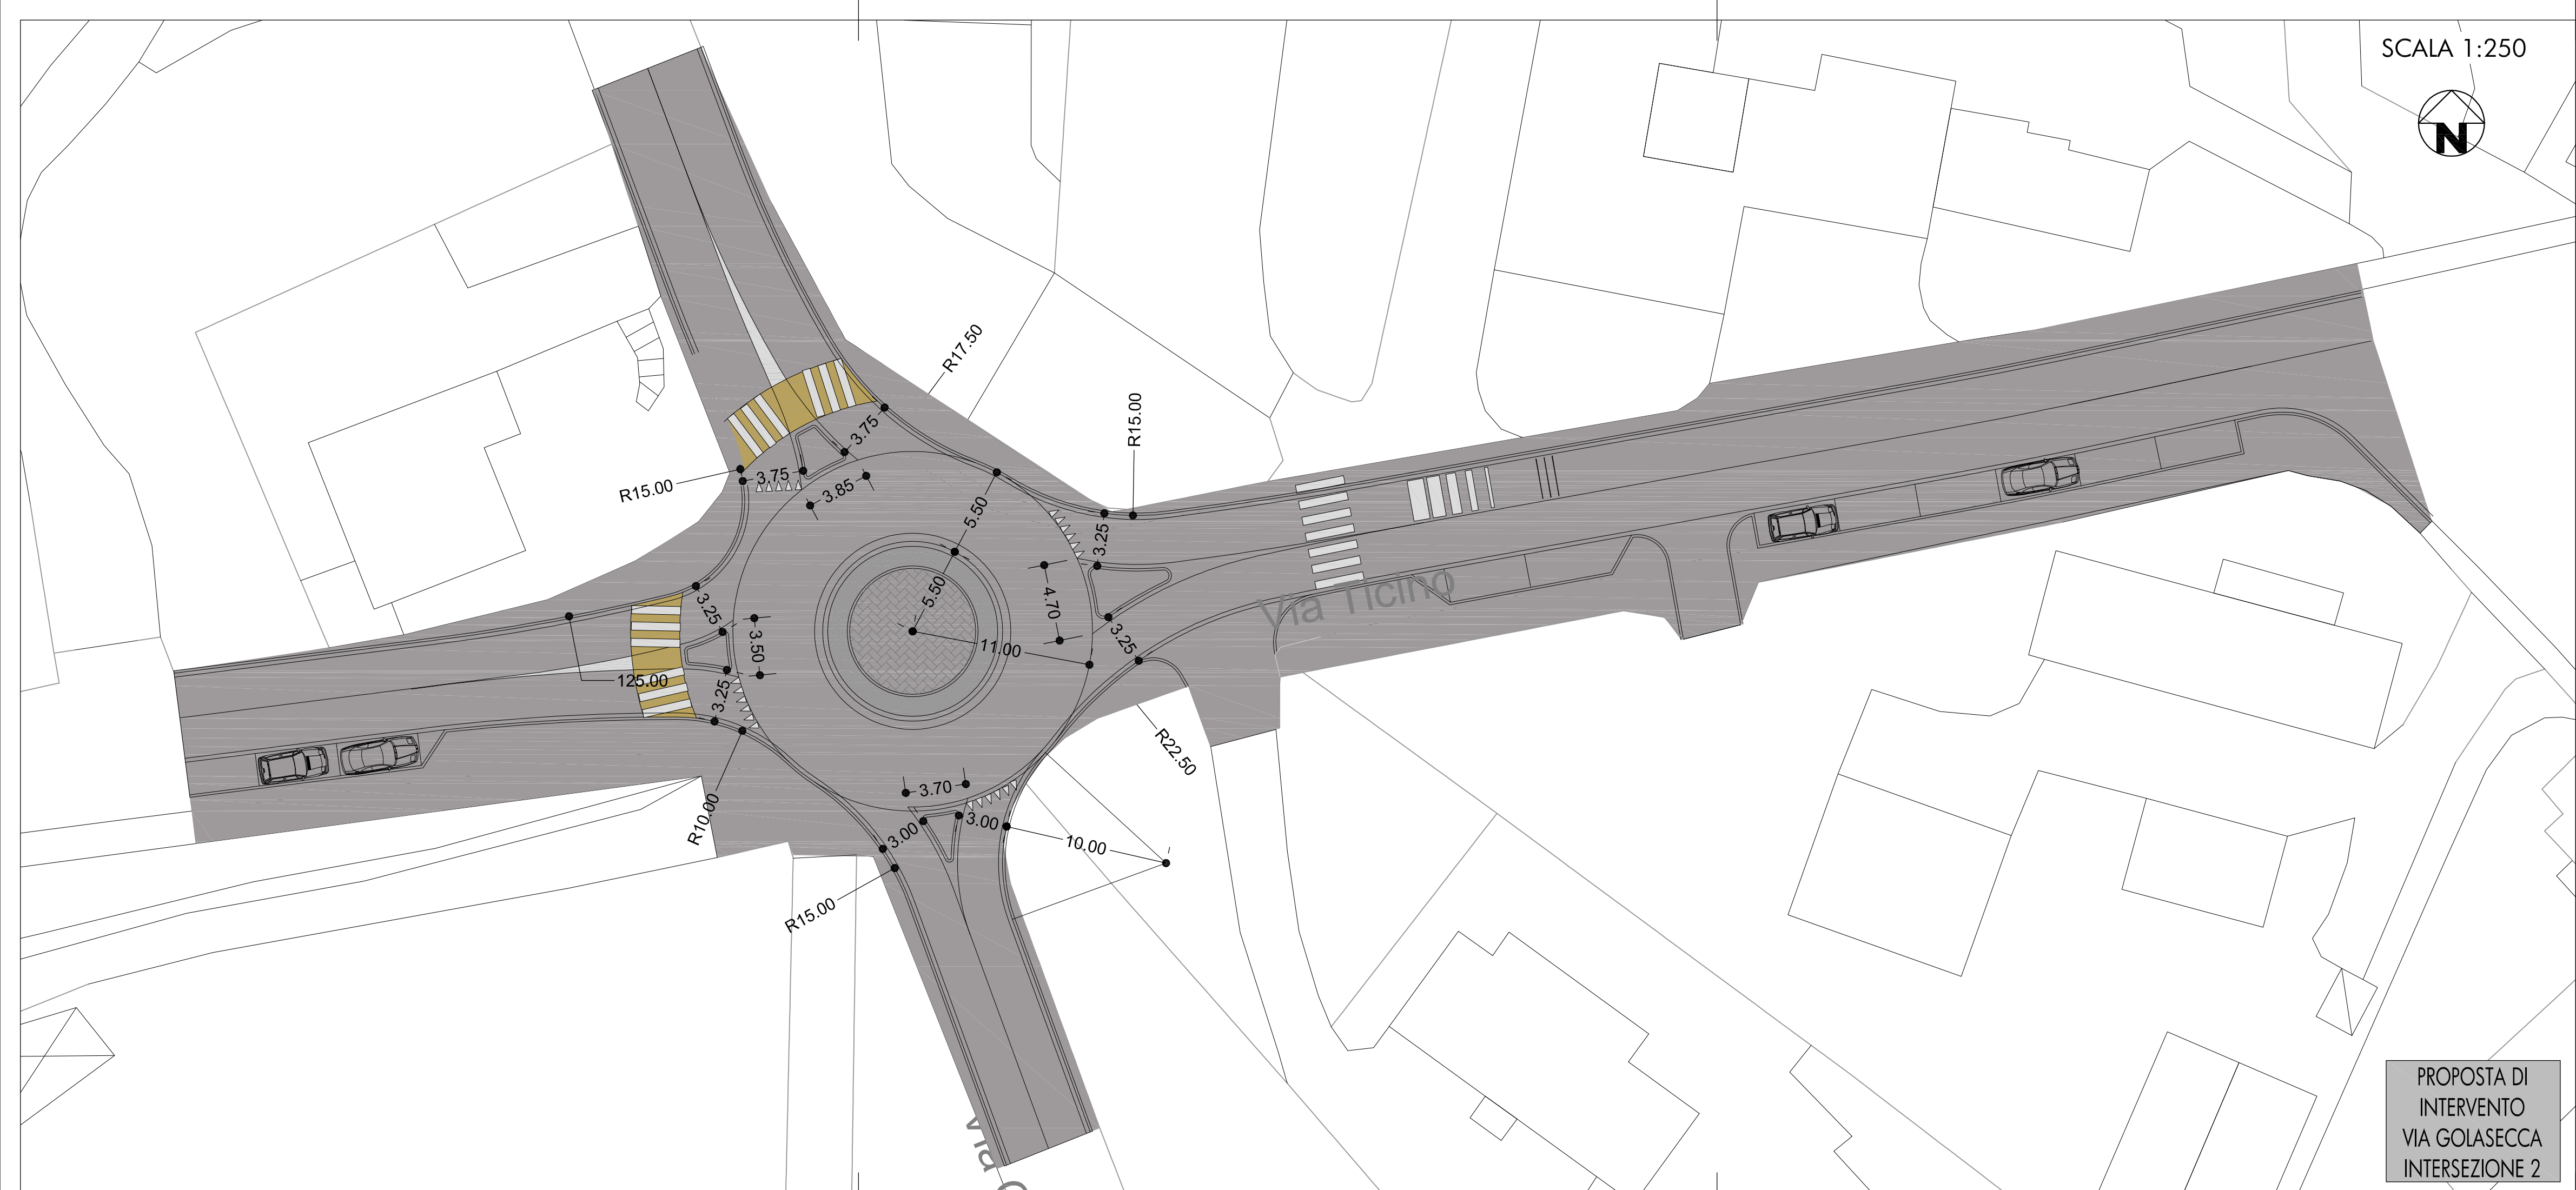 SCALA 1:250
N
R17.50
R15.00
3.75
R15.00
3.75
3.85
5.50
3.25
5.50
4.70
Via Ticino
3.25
3.50
3.25
11.00
125.00
3.25
R22.50
3.70
R10.00
3.00
3.00
10.00
R15.00
PROPOSTA DI
INTERVENTO
VIA GOLASECCA
INTERSEZIONE 2
Via